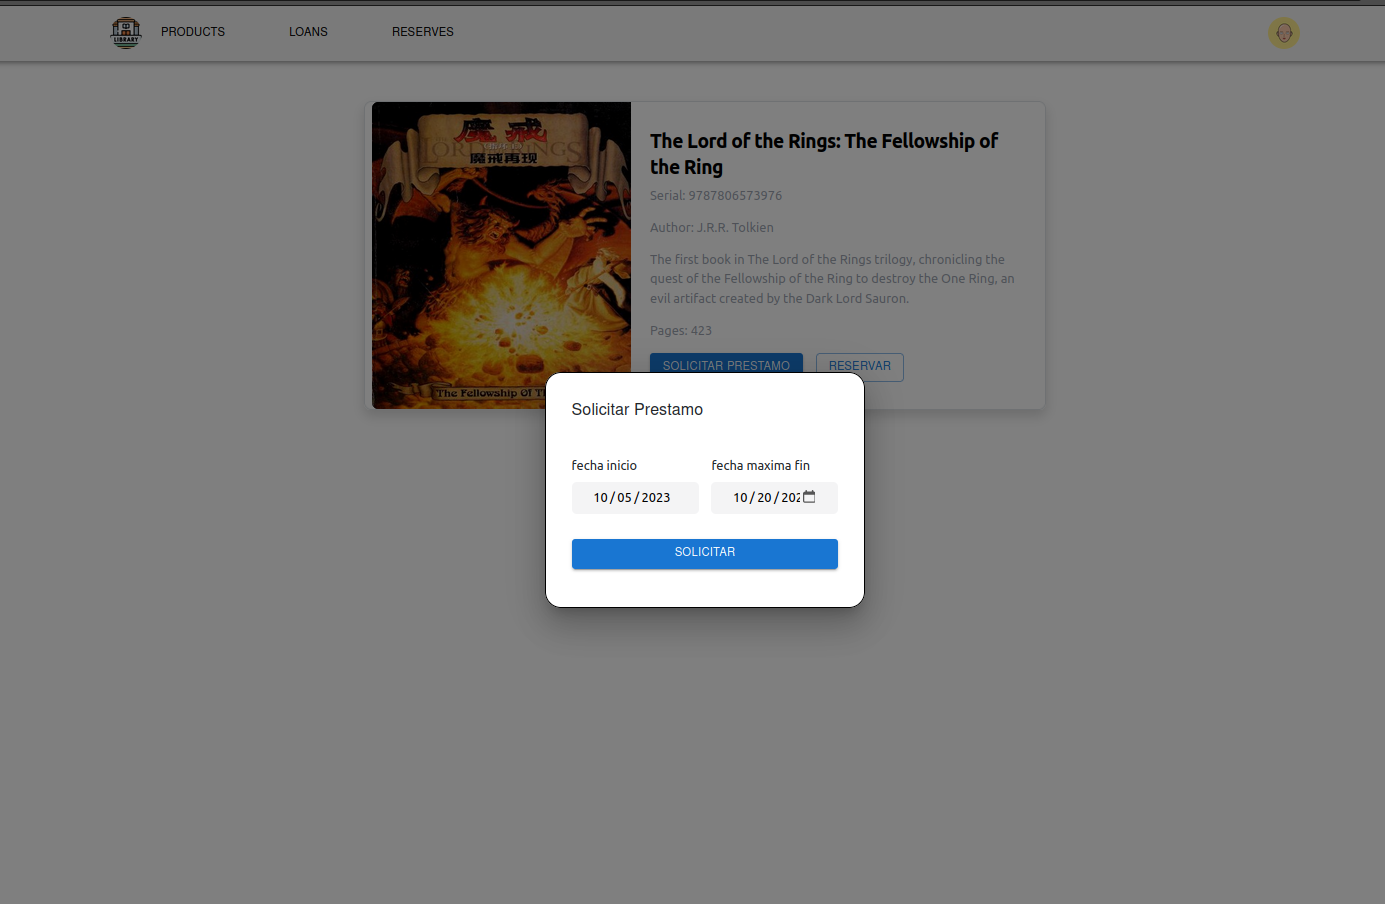 LIBRARY
PRODUCTS
LOANS
RESERVES
魔戒
LORD RINGS
魔戒再现
The Fellowship Of T
The Lord of the Rings: The Fellowship of
the Ring
Serial: 9787806573976
Author: J.R.R. Tolkien
The first book in The Lord of the Rings trilogy, chronicling the
quest of the Fellowship of the Ring to destroy the One Ring, an
evil artifact created by the Dark Lord Sauron.
Pages: 423
SOLICITAR PRESTAMO
RESERVAR
Solicitar Prestamo
fecha inicio
fecha maxima fin
10/05/2023
10/20/202
SOLICITAR